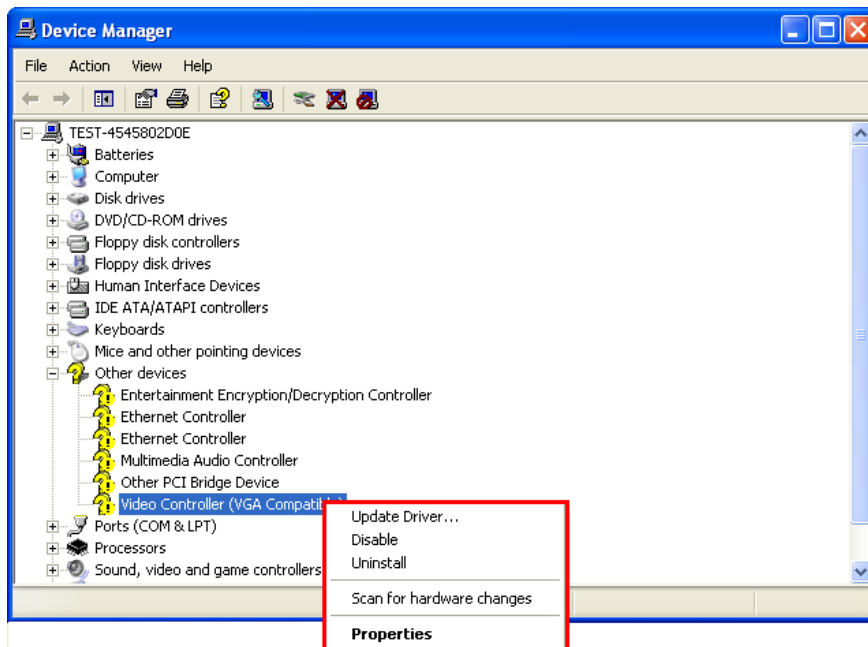 Device Manager
File Action View Help
TEST-4545802D0E
Batteries
Computer
Disk drives
DVD/CD-ROM drives
Floppy disk controllers
Floppy disk drives
Human Interface Devices
IDE ATA/ATAPI controllers
Keyboards
Mice and other pointing devices
Other devices
Entertainment Encryption/Decryption Controller
Ethernet Controller
Ethernet Controller
Multimedia Audio Controller
Other PCI Bridge Device
Video Controller (VGA Compatible)
Ports (COM & LPT)
Processors
Sound, video and game controllers
Update Driver...
Disable
Uninstall
Scan for hardware changes
Properties